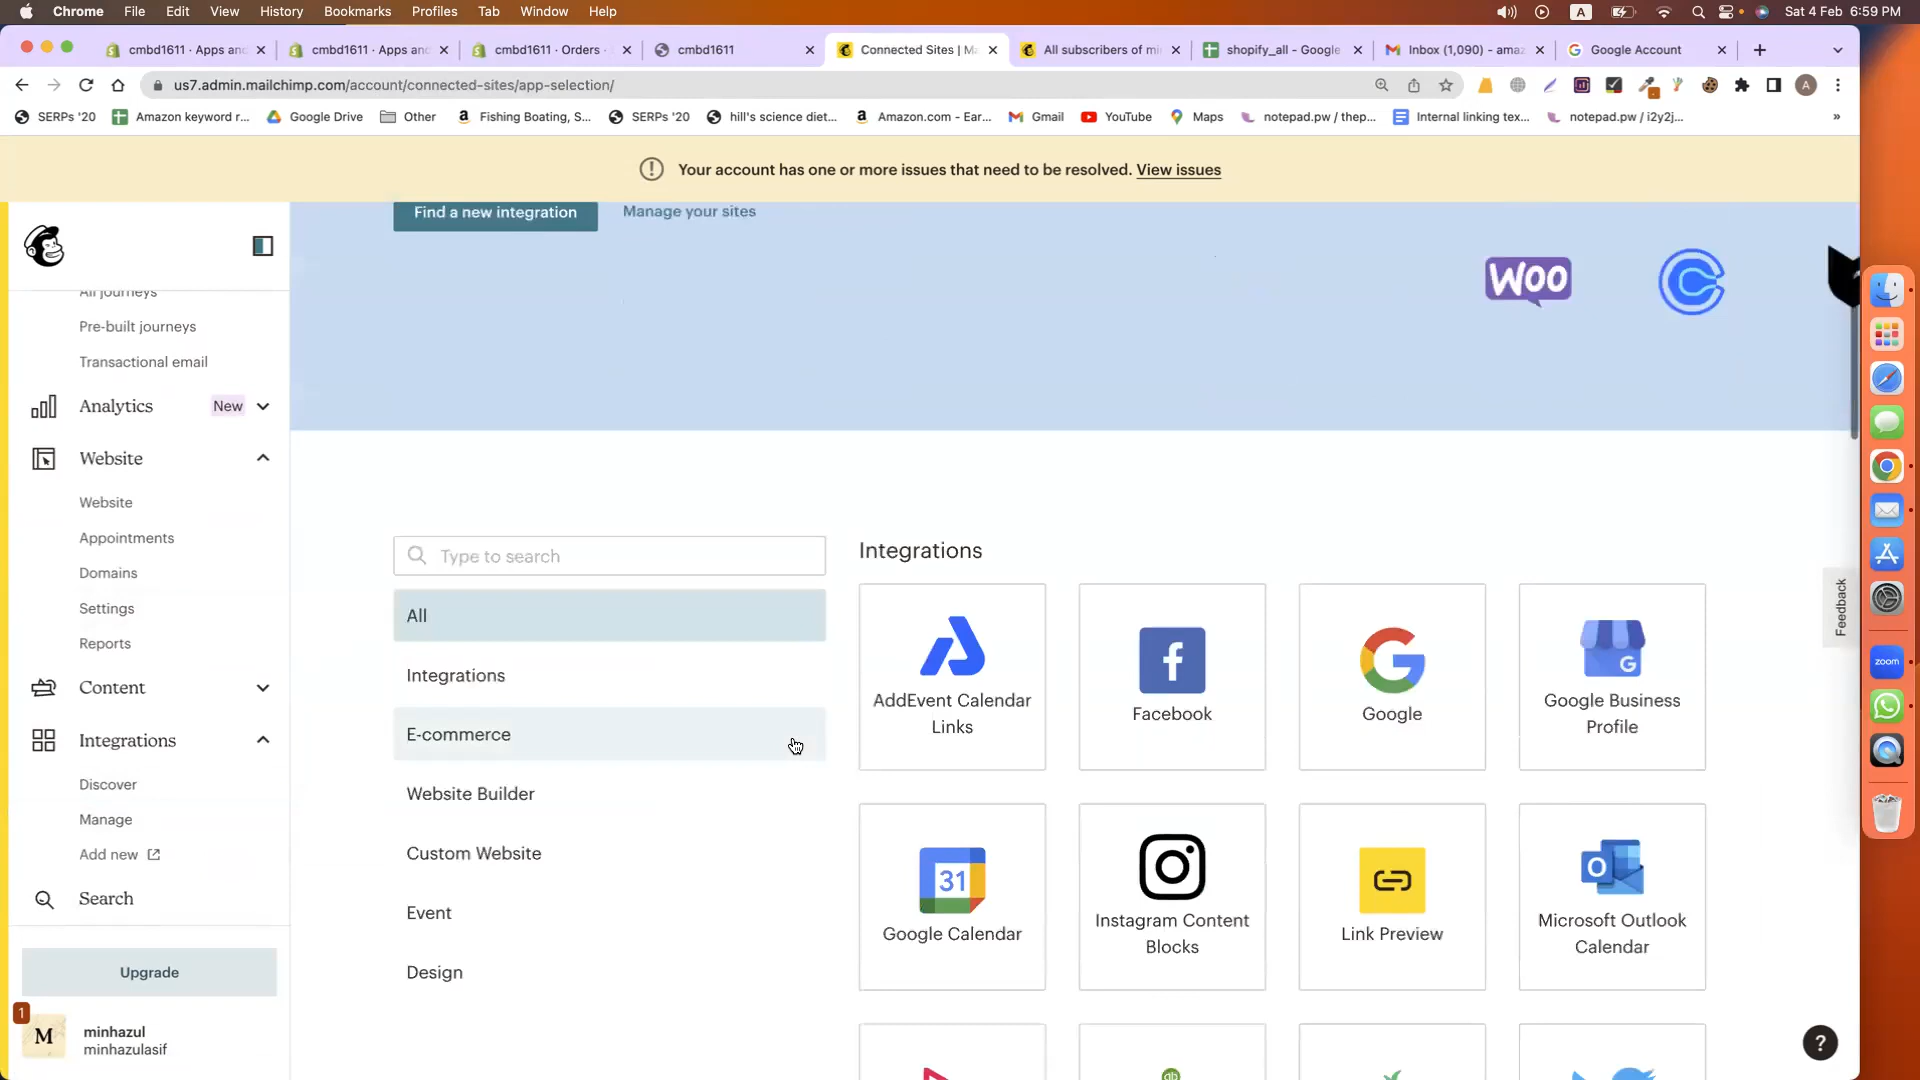 Chrome File Edit View History Bookmarks Profiles Tab Window Help A Sat 4 Feb 6:59 PM
cmbd1611 · Apps an cmbd1611 · Apps an cmbd1611 · Orders · cmbd1611 Connected Sites | M All subscribers of mi shopify_all - Google Inbox (1,090) - ama Google Account
us7.admin.mailchimp.com/account/connected-sites/app-selection/ A
SERPs '20 Amazon keyword r... Google Drive Other Fishing Boating, S... SERPs '20 hill's science diet... Amazon.com - Ear... Gmail YouTube Maps notepad.pw / thep... Internal linking tex... notepad.pw / i2y2j... »
Your account has one or more issues that need to be resolved. View issues
Find a new integration Manage your sites
WOO
All journeys
Pre-built journeys
Transactional email
Analytics New
Website
Website
Appointments
Domains
Settings
Reports
Content
Integrations
Discover
Manage
Add new
Search
Upgrade
1
M
minhazul
minhazulasif
Type to search
All
Integrations
E-commerce
Website Builder
Custom Website
Event
Design
Integrations
AddEvent Calendar
Links
Facebook
Google
Google Business
Profile
31
Google Calendar
Instagram Content
Blocks
Link Preview
Microsoft Outlook
Calendar
qb
Feedback
?
zoom